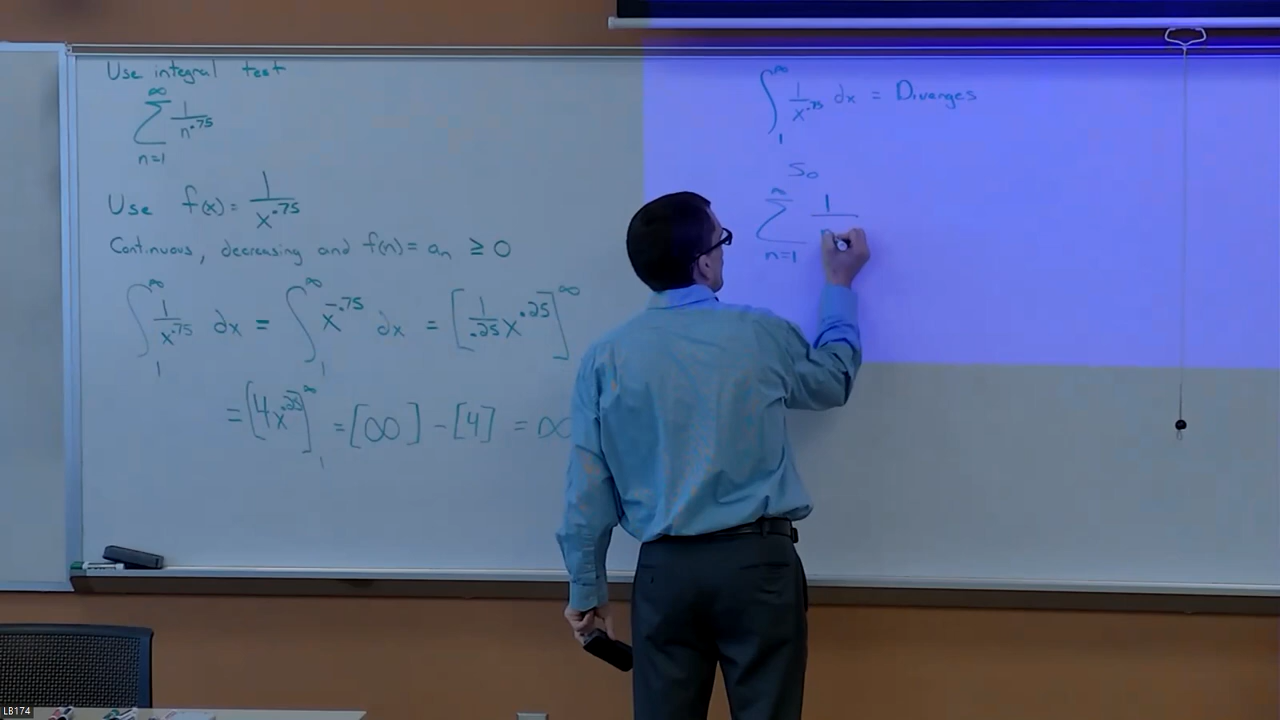 Use integral test
∞
∑ 1/n^.75
n=1
Use f(x) = 1/x^.75
Continuous, decreasing and f(n) = aₙ ≥ 0
∫₁^∞ 1/x^.75 dx = ∫₁^∞ x^-.75 dx = [1/.25 x^.25]^∞
= [4x^.25]₁^∞ = [∞] - [4] = ∞
∫₁^∞ 1/x^.75 dx = Diverges
So
∞
∑ 1
n=1
LB174